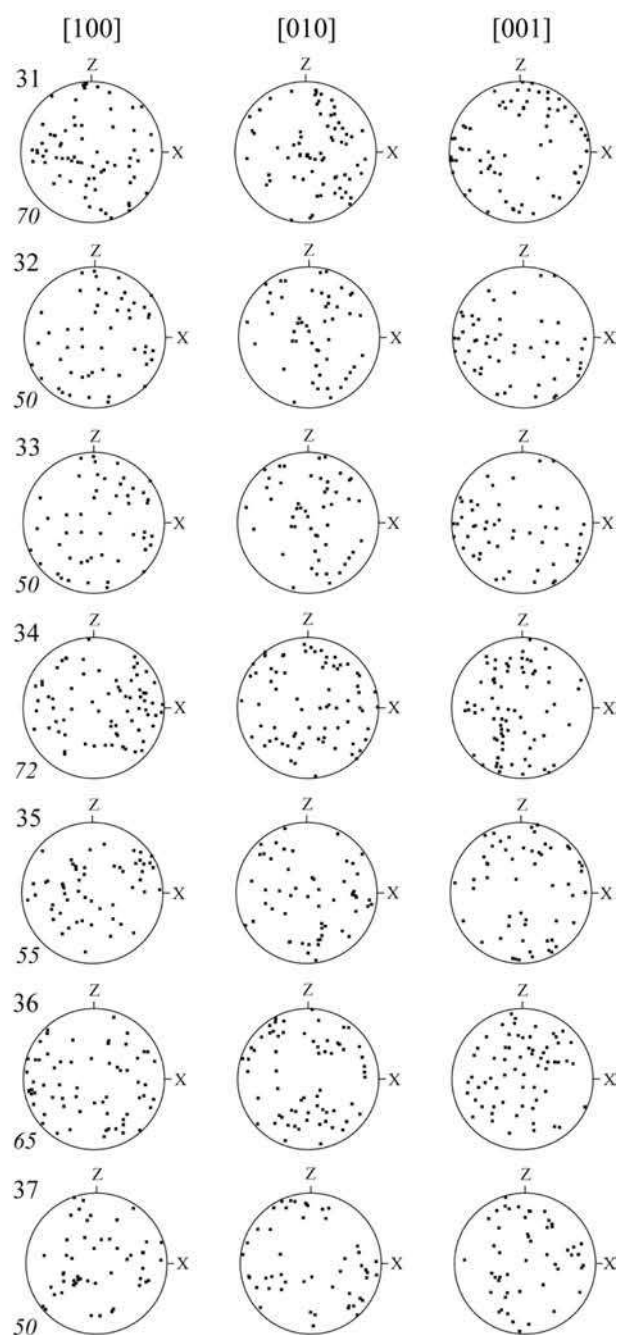 [100] [010] [001]
31 Z Z Z
X X X
70
32 Z Z Z
X X X
50
33 Z Z Z
X X X
50
34 Z Z Z
X X X
72
35 Z Z Z
X X X
55
36 Z Z Z
X X X
65
37 Z Z Z
X X X
50